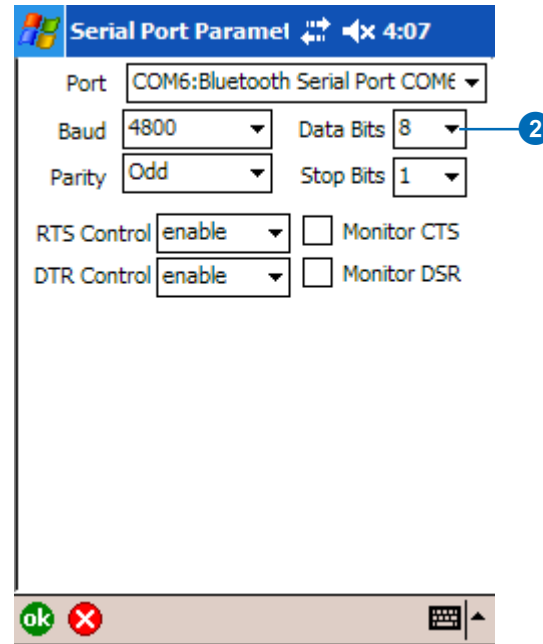 Serial Port Paramet 4:07
Port COM6:Bluetooth Serial Port COM6
Baud 4800 Data Bits 8 2
Parity Odd Stop Bits 1
RTS Control enable Monitor CTS
DTR Control enable Monitor DSR
ok